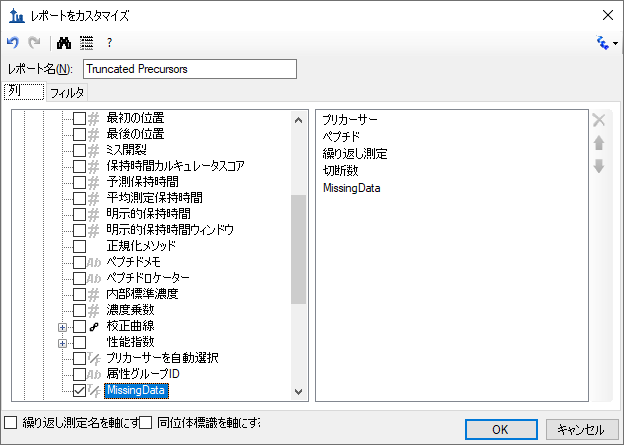 レポートをカスタマイズ
?
レポート名(N):
Truncated Precursors
列
フィルタ
# 最初の位置
# 最後の位置
# ミス開裂
# 保持時間カルキュレータスコア
# 予測保持時間
# 平均測定保持時間
# 明示的保持時間
# 明示的保持時間ウィンドウ
正規化メソッド
Ab ペプチドメモ
Ab ペプチドロケーター
# 内部標準濃度
# 濃度乗数
校正曲線
性能指数
T/F プリカーサーを自動選択
Ab 属性グループID
T/F MissingData
プリカーサー
ペプチド
繰り返し測定
切断数
MissingData
繰り返し測定名を軸にす
同位体標識を軸にす
OK
キャンセル